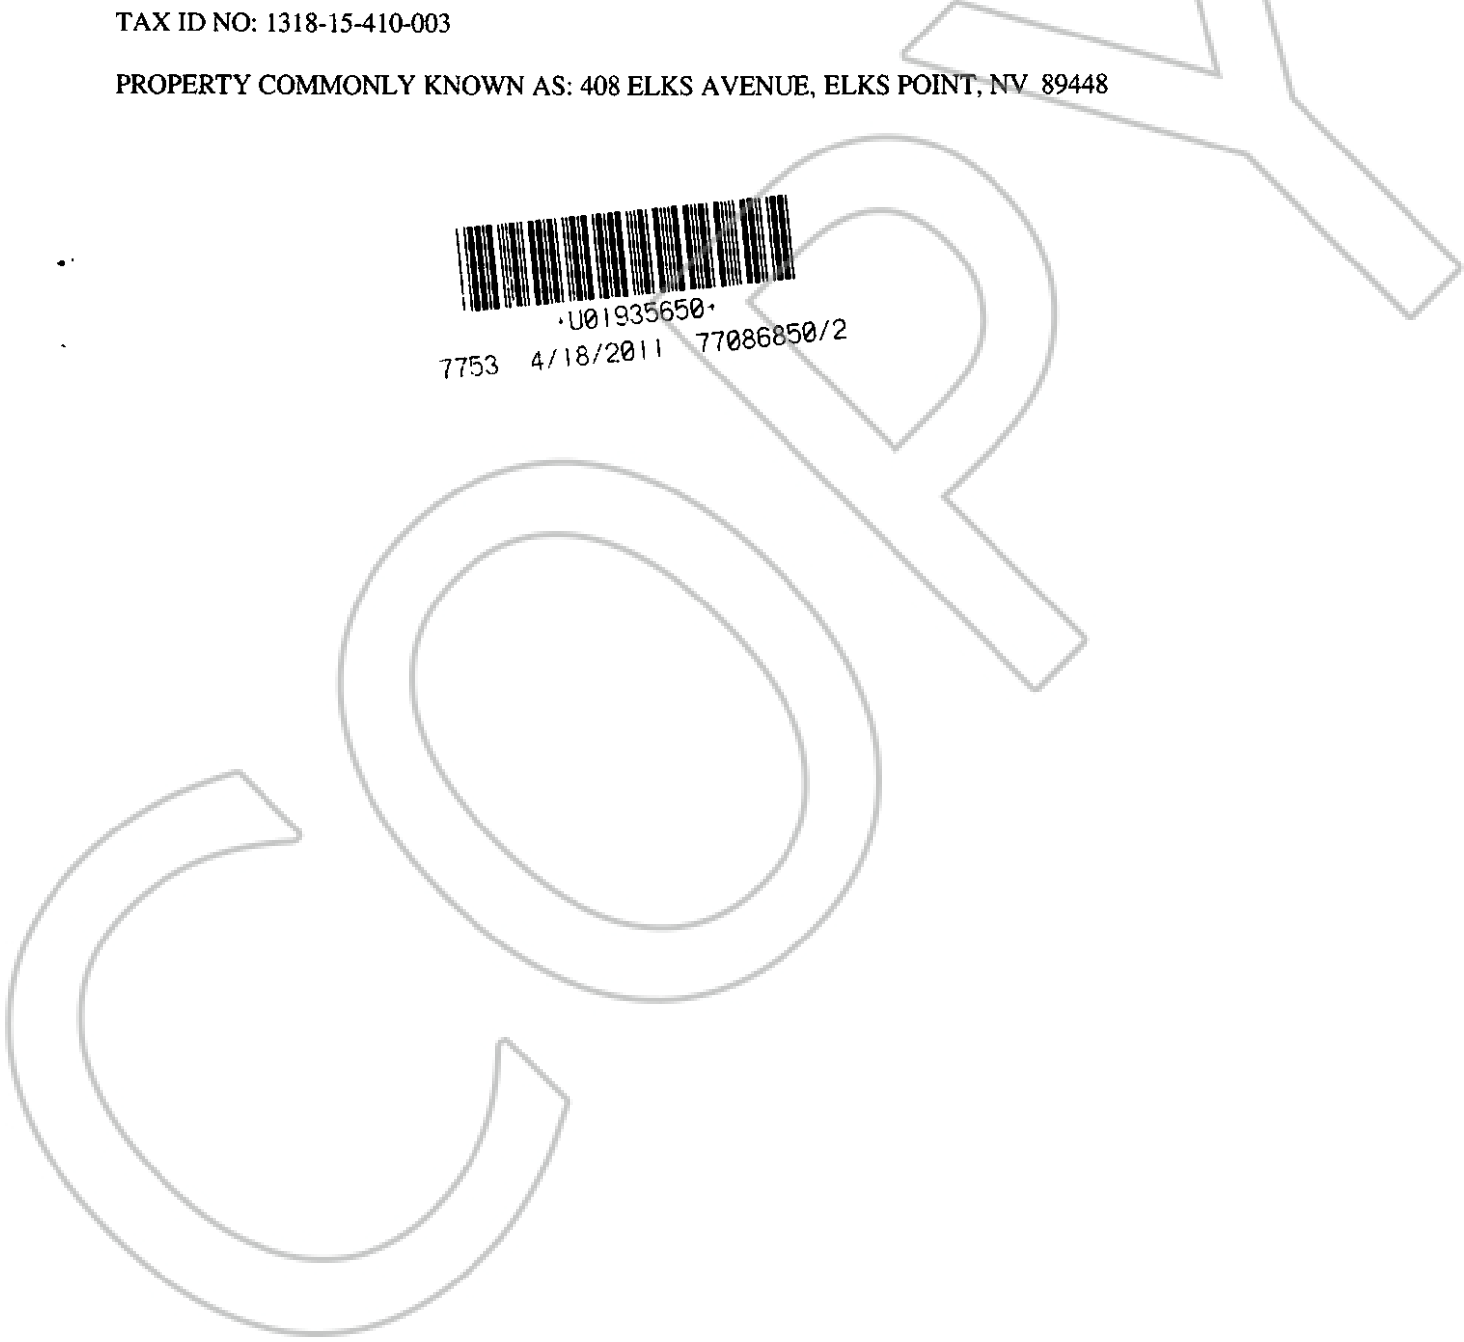 TAX ID NO: 1318-15-410-003
PROPERTY COMMONLY KNOWN AS: 408 ELKS AVENUE, ELKS POINT, NV 89448
*U01935650*
7753 4/18/2011 77086850/2
COPY